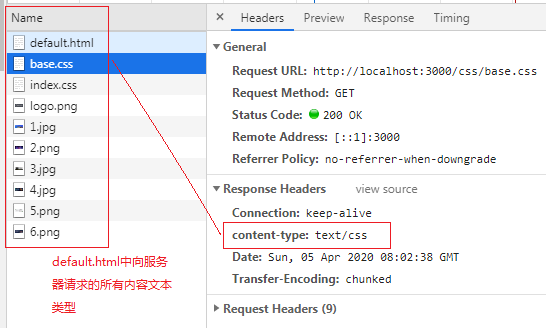 Name
default.html
base.css
index.css
logo.png
1.jpg
2.png
3.jpg
4.jpg
5.png
6.png
default.html中向服务
器请求的所有内容文本
类型
Headers Preview Response Timing
General
Request URL: http://localhost:3000/css/base.css
Request Method: GET
Status Code: 200 OK
Remote Address: [::1]:3000
Referrer Policy: no-referrer-when-downgrade
Response Headers view source
Connection: keep-alive
content-type: text/css
Date: Sun, 05 Apr 2020 08:02:38 GMT
Transfer-Encoding: chunked
Request Headers (9)